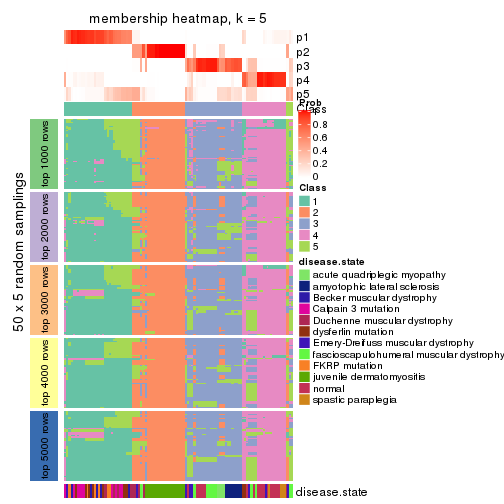 membership heatmap, k = 5
p1
p2
p3
p4
p5
Prob
Class
0.8
0.6
0.4
0.2
0
Class
1
2
3
4
5
disease.state
acute quadriplegic myopathy
amyotophic lateral sclerosis
Becker muscular dystrophy
Calpain 3 mutation
Duchenne muscular dystrophy
dysferlin mutation
Emery-Dreifuss muscular dystrophy
fascioscapulohumeral muscular dystrophy
FKRP mutation
juvenile dermatomyositis
normal
spastic paraplegia
50 x 5 random samplings
top 1000 rows
top 2000 rows
top 3000 rows
top 4000 rows
top 5000 rows
disease.state